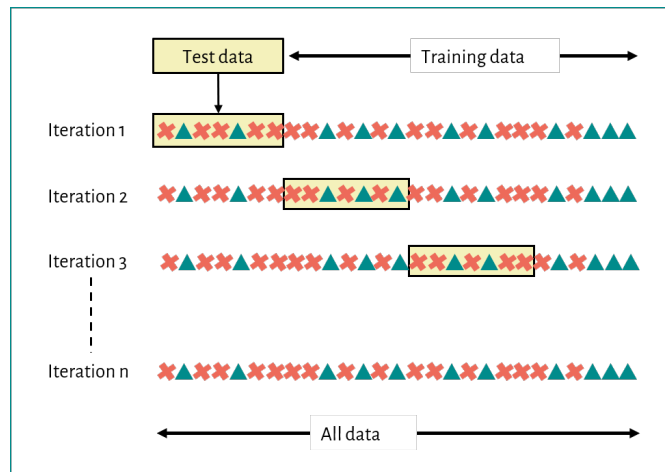 Test data
Training data
Iteration 1
Iteration 2
Iteration 3
Iteration n
All data